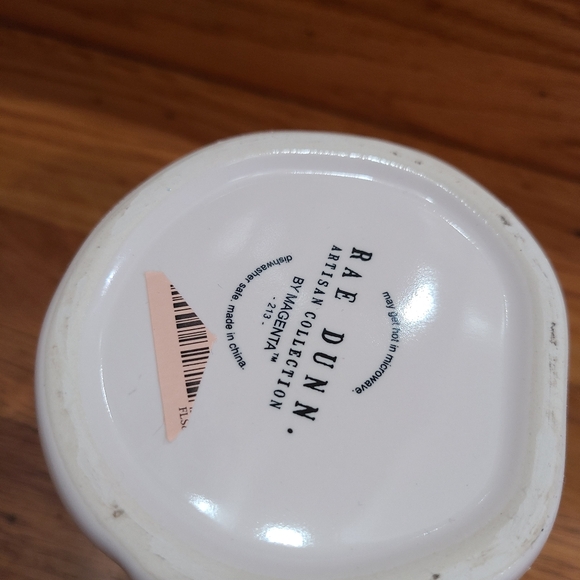 may get hot in microwave.
RAE DUNN.
ARTISAN COLLECTION
BY MAGENTA™
- 213 -
dishwasher safe. made in china.